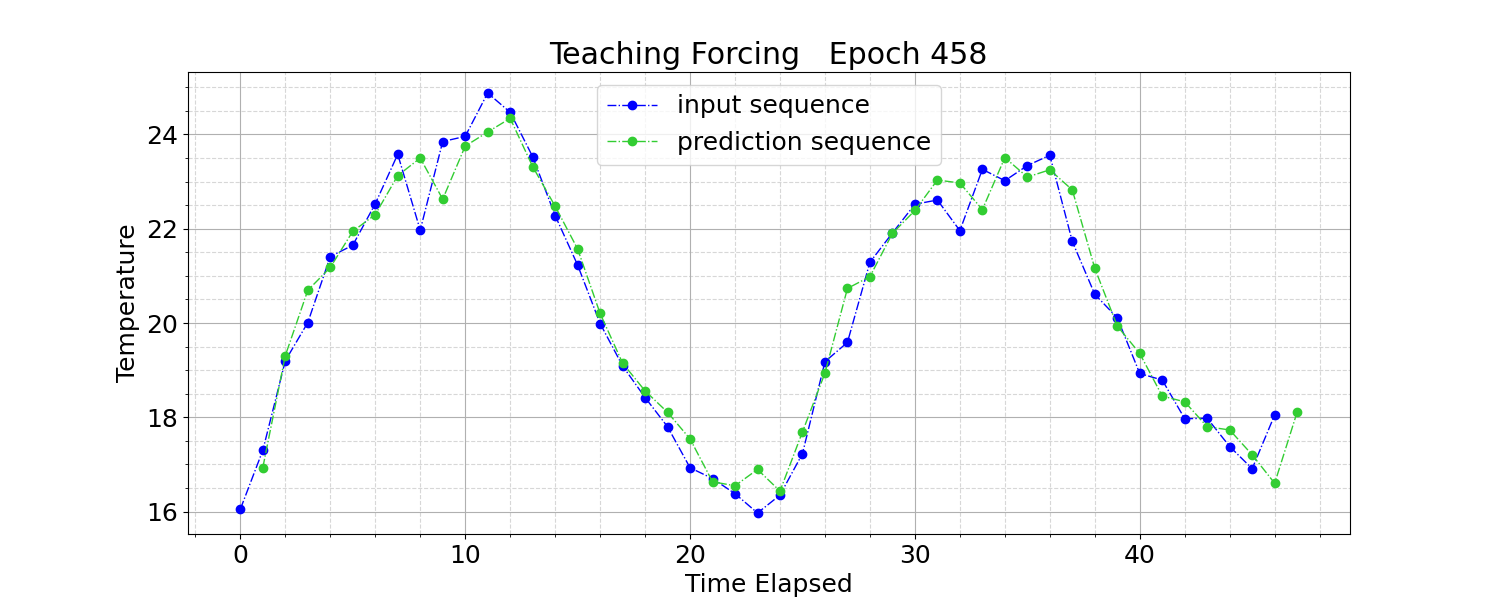 Teaching Forcing   Epoch 458
input sequence
prediction sequence
Temperature
24
22
20
18
16
0 10 20 30 40
Time Elapsed